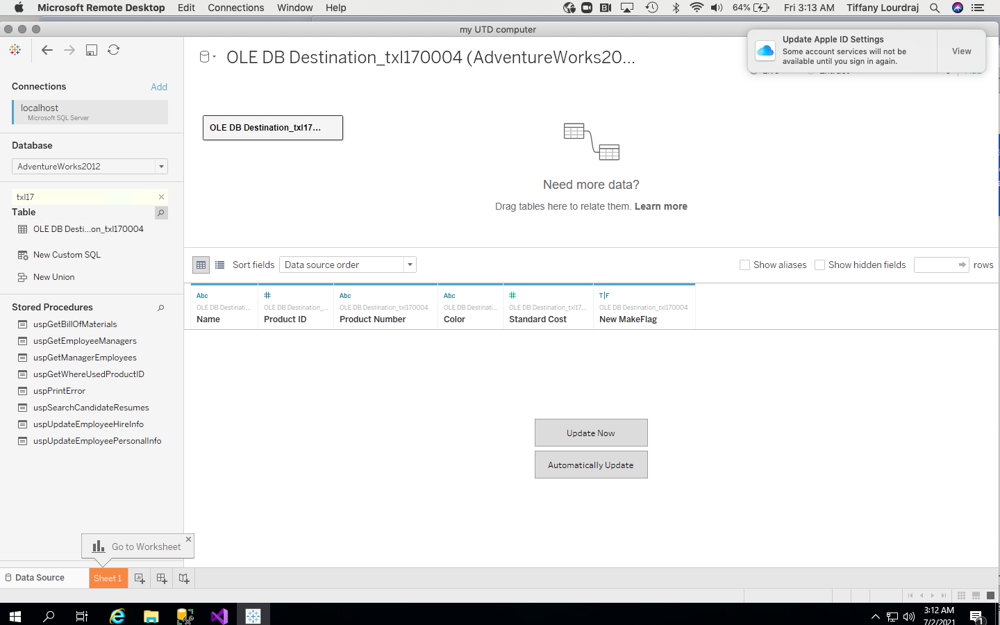 Microsoft Remote Desktop Edit Connections Window Help 64% Fri 3:13 AM Tiffany Lourdraj
my UTD computer
Update Apple ID Settings
Some account services will not be
available until you sign in again.
View
OLE DB Destination_txl170004 (AdventureWorks20...
Connections Add
localhost
Microsoft SQL Server
Database
AdventureWorks2012
txl17
Table
OLE DB Desti...on_txl170004
New Custom SQL
New Union
Stored Procedures
uspGetBillOfMaterials
uspGetEmployeeManagers
uspGetManagerEmployees
uspGetWhereUsedProductID
uspPrintError
uspSearchCandidateResumes
uspUpdateEmployeeHireInfo
uspUpdateEmployeePersonalInfo
OLE DB Destination_txl17...
Need more data?
Drag tables here to relate them. Learn more
Sort fields Data source order Show aliases Show hidden fields rows
Abc # Abc Abc # T|F
OLE DB Destinati... OLE DB Destination_... OLE DB Destination_txl170004 OLE DB Destinati... OLE DB Destination_txl17... OLE DB Destination_txl170004
Name Product ID Product Number Color Standard Cost New MakeFlag
Update Now
Automatically Update
Go to Worksheet
Data Source Sheet 1
3:12 AM
7/2/2021
1